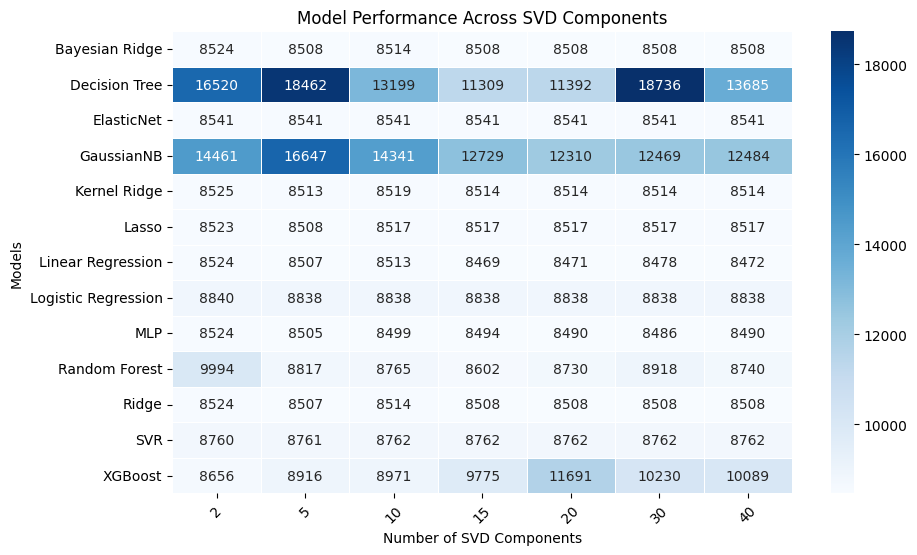 Model Performance Across SVD Components
Models
Bayesian Ridge 8524 8508 8514 8508 8508 8508 8508
Decision Tree 16520 18462 13199 11309 11392 18736 13685
ElasticNet 8541 8541 8541 8541 8541 8541 8541
GaussianNB 14461 16647 14341 12729 12310 12469 12484
Kernel Ridge 8525 8513 8519 8514 8514 8514 8514
Lasso 8523 8508 8517 8517 8517 8517 8517
Linear Regression 8524 8507 8513 8469 8471 8478 8472
Logistic Regression 8840 8838 8838 8838 8838 8838 8838
MLP 8524 8505 8499 8494 8490 8486 8490
Random Forest 9994 8817 8765 8602 8730 8918 8740
Ridge 8524 8507 8514 8508 8508 8508 8508
SVR 8760 8761 8762 8762 8762 8762 8762
XGBoost 8656 8916 8971 9775 11691 10230 10089
2 5 10 15 20 30 40
Number of SVD Components
18000
16000
14000
12000
10000